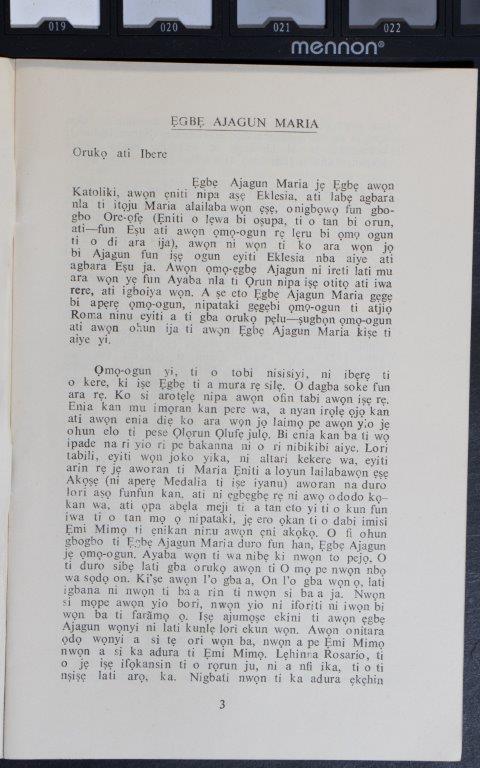 019 020 021 022
mennon®
ẸGBẸ AJAGUN MARIA
Orukọ ati Ibere
Ẹgbẹ Ajagun Maria jẹ Ẹgbẹ awọn
Katoliki, awọn ẹniti nipa aṣẹ Eklesia, ati labẹ agbara
nla ti itọju Maria alailaba wọn ẹṣẹ, onigbọwọ fun gbo-
gbo Ore-ọfẹ (Ẹniti o lẹwa bi oṣupa, ti o tan bi orun,
ati—fun Eṣu ati awọn ọmọ-ogun rẹ lẹru bi ọmọ ogun
ti o di ara ija), awọn ni wọn ti ko ara wọn jọ
bi Ajagun fun iṣẹ ogun eyiti Eklesia nba aiye ati
agbara Eṣu ja. Awọn ọmọ-ẹgbẹ Ajagun ni ireti lati mu
ara wọn yẹ fun Ayaba nla ti Ọrun nipa iṣẹ otitọ ati iwa
rere, ati igboiya wọn. A ṣe eto Ẹgbẹ Ajagun Maria gẹgẹ
bi apẹrẹ ọmọ-ogun, nipataki gẹgẹbi ọmọ-ogun ti atijọ
Roma ninu eyiti a ti gba orukọ pẹlu—ṣugbọn ọmọ-ogun
ati awọn ohun ija ti awọn Ẹgbẹ Ajagun Maria kiṣe ti
aiye yi.
Ọmọ-ogun yi, ti o tobi nisisiyi, ni ibẹrẹ ti
o kere, ki iṣe Ẹgbẹ ti a mura rẹ silẹ. O dagba soke fun
ara rẹ. Ko si arotẹlẹ nipa awọn ofin tabi awọn iṣẹ rẹ.
Enia kan mu imọran kan pere wa, a nyan irọlẹ ọjọ kan
ati awọn enia diẹ ko ara wọn jọ laimọ pe awọn yio jẹ
ohun elo ti pese Ọlọrun Ọlufẹ julọ. Bi enia kan ba ti wọ
ipade na ri yio ri pe bakanna ni o ri nibikibi aiye. Lori
tabili, eyiti wọn joko yika, ni altari kekere wa, eyiti
arin rẹ jẹ aworan ti Maria Ẹniti a loyun lailabawọn ẹṣẹ
Akọṣẹ (ni apẹrẹ Medalia ti iṣẹ iyanu) aworan na duro
lori aṣọ funfun kan, ati ni ẹgbẹgbẹ rẹ ni awọ ododo kọ-
kan wa, ati ọpa abẹla meji ti a tan eto yi ti o kun fun
iwa ti o tan mọ ọ nipataki, jẹ ero ọkan ti o dabi imisi
Ẹmi Mimọ ti enikan ninu awọn ẹni akọkọ. O fi ohun
gbogbo ti Ẹgbẹ Ajagun Maria duro fun han, Ẹgbẹ Ajagun
jẹ ọmọ-ogun. Ayaba wọn ti wa nibẹ ki nwọn to pejọ. O
ti duro sibẹ lati gba orukọ awọn ti O mọ pe nwọn nbọ
wa sọdọ on. Ki'ṣe awọn l'o gba a, On l'o gba wọn ọ, lati
igbana ni nwọn ti ba a rin ti nwọn si ba a ja. Nwọn
si mọpe awọn yio bori, nwọn yio ni iforiti ni iwọn bi
wọn ba ti faramọ ọ. Iṣẹ ajumọṣe ekini ti awọn ẹgbẹ
Ajagun wọnyi ni lati kunlẹ lori ekun wọn. Awọn onitara
ọdọ wọnyi a si tẹ ori wọn ba, nwọn a pe Ẹmi Mimọ
nwọn a si ka adura ti Ẹmi Mimọ. Lẹhinna Rosario, ti
o jẹ iṣẹ ifọkansin ti o rọrun ju, ni a nfi ika, ti o ti
nṣiṣẹ lati arọ, ka. Nigbati nwọn ti ka adura ẹkẹhin
3